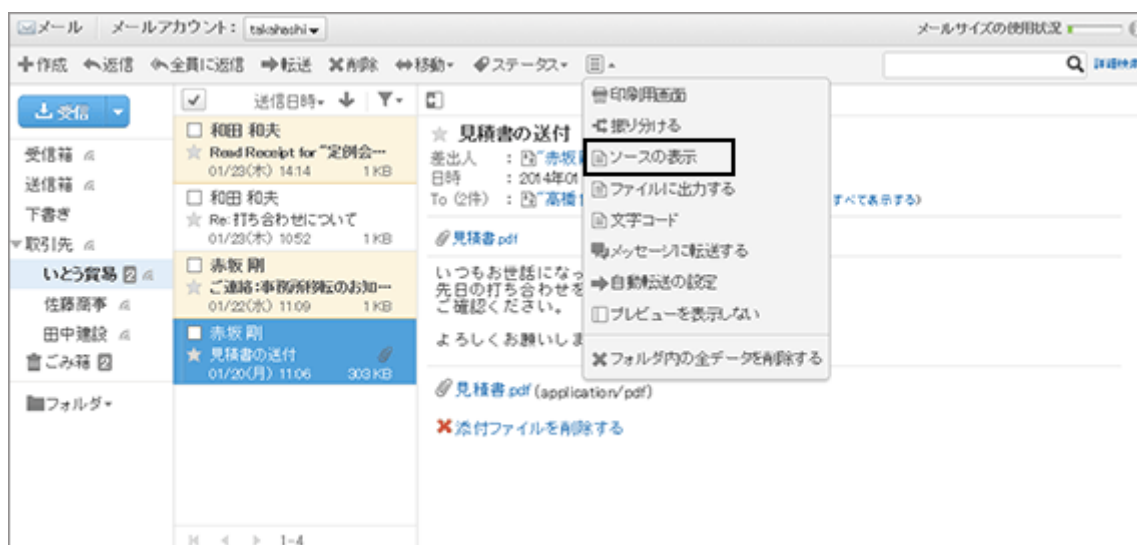 メール メールアカウント: takahashi
メールサイズの使用状況
作成 返信 全員に返信 転送 削除 移動 ステータス
詳細検索
受信
受信箱
送信箱
下書き
取引先
いとう貿易 2
佐藤商事
田中建設
ごみ箱 2
フォルダ
送信日時
和田 和夫
Read Receipt for "定例会…
01/23(木) 14:14 1 KB
和田 和夫
Re: 打ち合わせについて
01/23(木) 10:52 1 KB
赤坂 剛
ご連絡:事務所移転のお知…
01/22(水) 11:09 1 KB
赤坂 剛
見積書の送付
01/20(月) 11:06 303 KB
1-4
見積書の送付
差出人 : "赤坂
日時 : 2014年01
To (2件) : "高橋
すべて表示する)
見積書.pdf
いつもお世話になっ
先日の打ち合わせを
ご確認ください。
よろしくお願いしま
見積書.pdf (application/pdf)
添付ファイルを削除する
印刷用画面
振り分ける
ソースの表示
ファイルに出力する
文字コード
メッセージに転送する
自動転送の設定
プレビューを表示しない
フォルダ内の全データを削除する